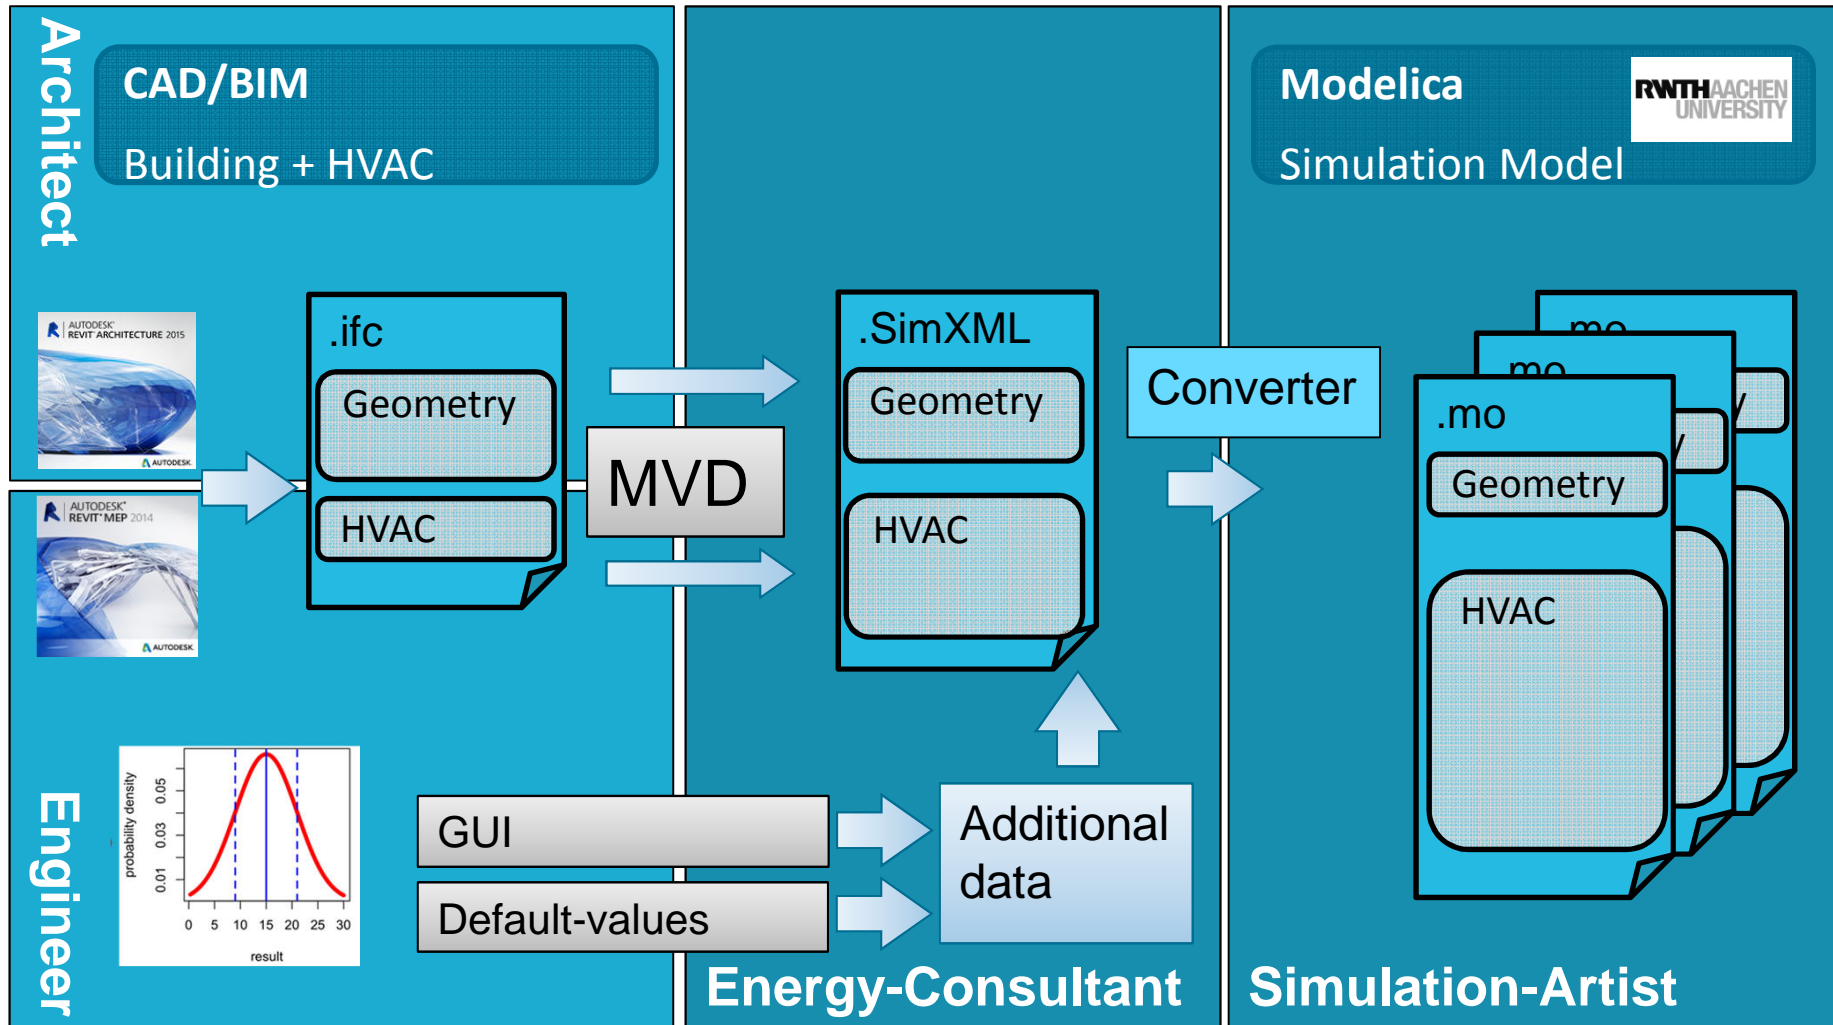 Architect
CAD/BIM
Building + HVAC
Modelica
Simulation Model
RWTHAACHEN
UNIVERSITY
AUTODESK®
REVIT® ARCHITECTURE 2015
AUTODESK.
AUTODESK®
REVIT® MEP 2014
AUTODESK.
.ifc
Geometry
HVAC
MVD
.SimXML
Geometry
HVAC
Converter
.mo
.mo
.mo
Geometry
HVAC
probability density
0.01
0.03
0.05
0
5
10
15
20
25
30
result
GUI
Default-values
Additional
data
Engineer
Energy-Consultant
Simulation-Artist